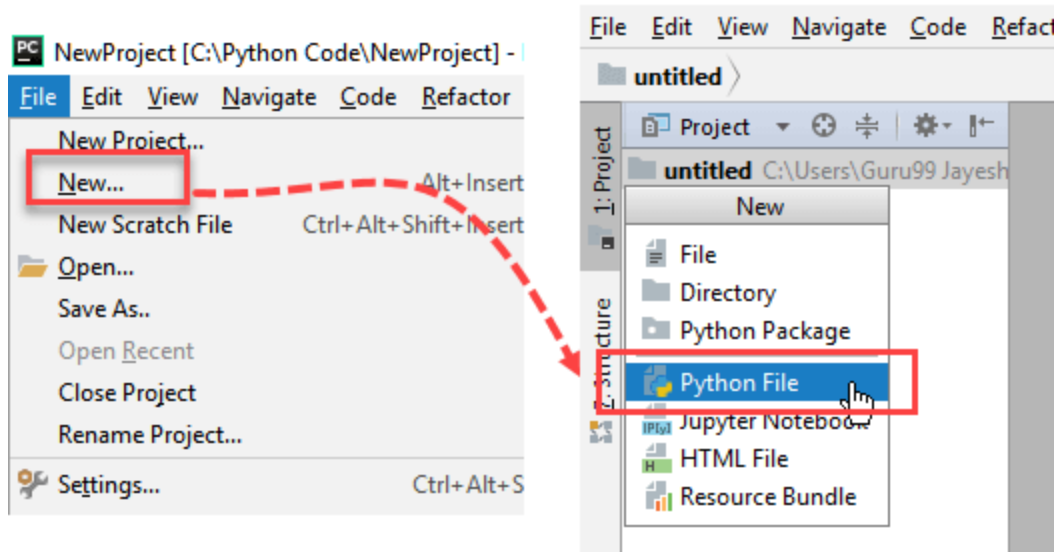 PC NewProject [C:\Python Code\NewProject] -
File Edit View Navigate Code Refactor
New Project...
New... Alt+Insert
New Scratch File Ctrl+Alt+Shift+Insert
Open...
Save As..
Open Recent
Close Project
Rename Project...
Settings... Ctrl+Alt+S
File Edit View Navigate Code Refact
untitled
Project
untitled C:\Users\Guru99 Jayesh
1: Project
New
File
Directory
Python Package
Python File
IP[y] Jupyter Notebook
H HTML File
Resource Bundle
7: Structure